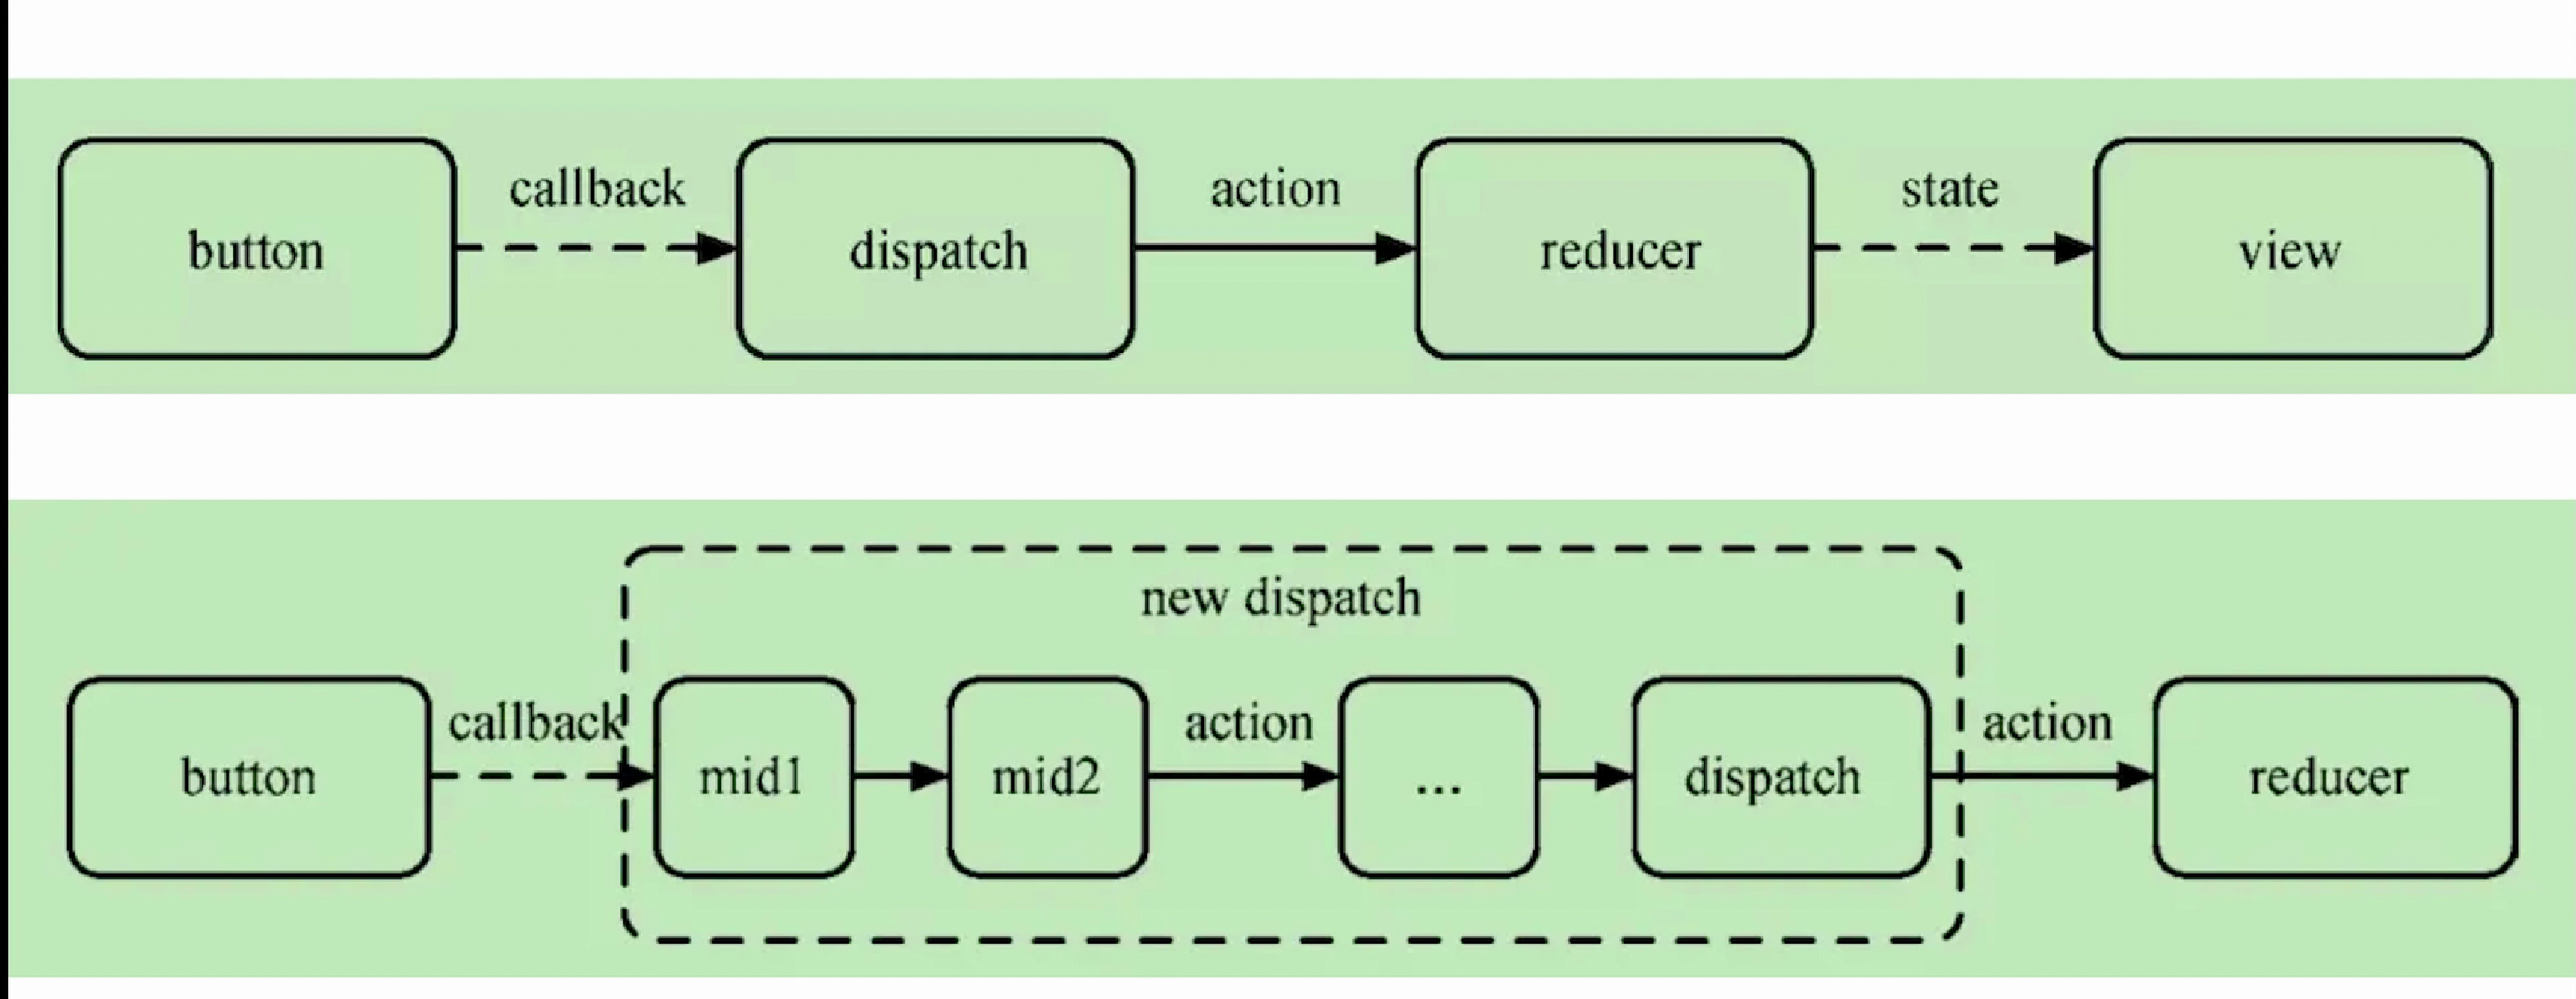 callback action state
button dispatch reducer view
new dispatch
callback action action
button mid1 mid2 ... dispatch reducer